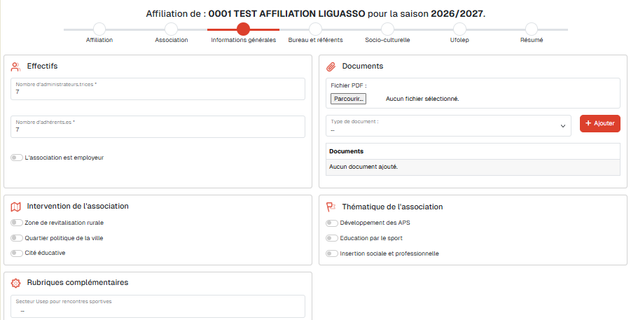 Affiliation de : 0001 TEST AFFILIATION LIGUASSO pour la saison 2026/2027.
Affiliation
Association
Informations générales
Bureau et référents
Socio-culturelle
Ufolep
Résumé
Effectifs
Nombre d'administrateurs.trices *
7
Nombre d'adhérent.es *
7
L'association est employeur
Documents
Fichier PDF :
Parcourir... Aucun fichier sélectionné.
Type de document :
--
+ Ajouter
Documents
Aucun document ajouté.
Intervention de l'association
Zone de revitalisation rurale
Quartier politique de la ville
Cité éducative
Thématique de l'association
Développement des APS
Education par le sport
Insertion sociale et professionnelle
Rubriques complémentaires
Secteur Usep pour rencontres sportives
--